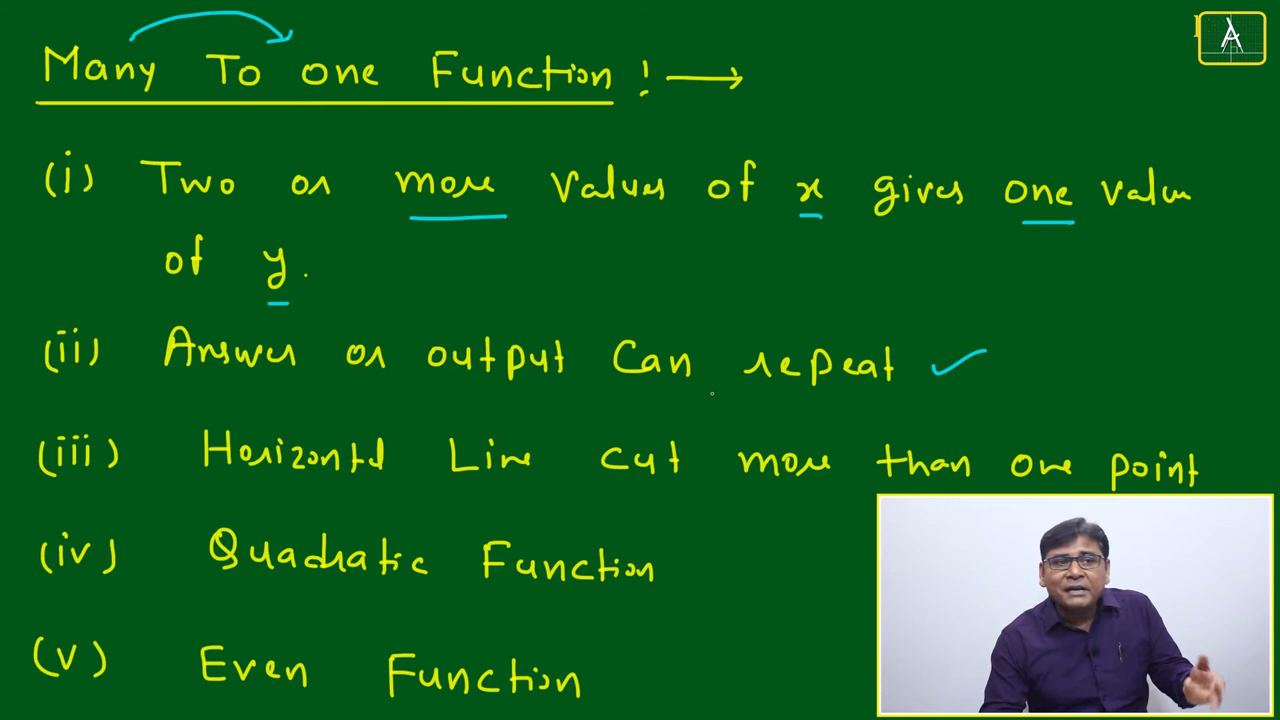 Many To one Function ! →
(i) Two or more values of x gives one value
of y.
(ii) Answer or output can repeat ✓
(iii) Horizontal Line cut more than one point
(iv) Quadratic Function
(v) Even Function